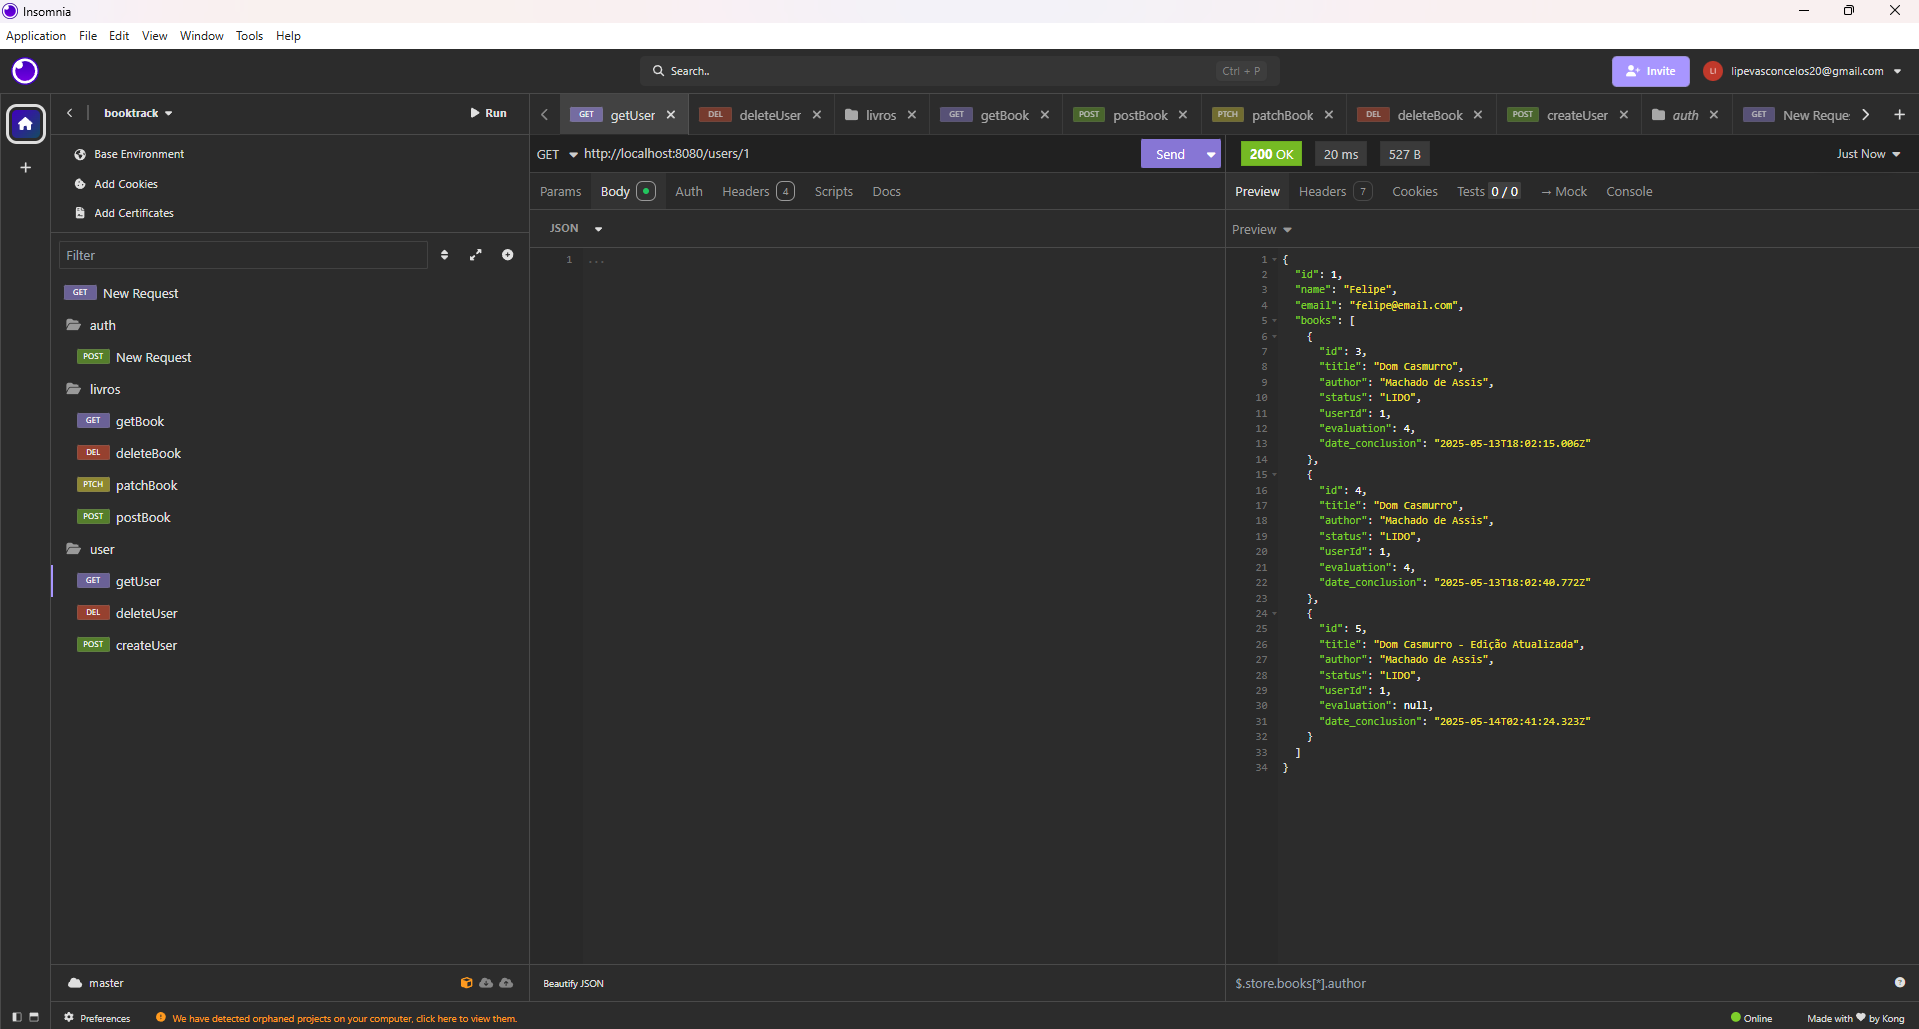 Insomnia
Application File Edit View Window Tools Help
Search.. Ctrl + P
Invite LI lipevasconcelos20@gmail.com
booktrack Run
GET getUser DEL deleteUser livros GET getBook POST postBook PTCH patchBook DEL deleteBook POST createUser auth GET New Reque
Base Environment
Add Cookies
Add Certificates
Filter
GET New Request
auth
POST New Request
livros
GET getBook
DEL deleteBook
PTCH patchBook
POST postBook
user
GET getUser
DEL deleteUser
POST createUser
master
GET http://localhost:8080/users/1 Send
Params Body Auth Headers 4 Scripts Docs
JSON
1 ...
Beautify JSON
200 OK 20 ms 527 B Just Now
Preview Headers 7 Cookies Tests 0 / 0 → Mock Console
Preview
1 {
2 "id": 1,
3 "name": "Felipe",
4 "email": "felipe@email.com",
5 "books": [
6 {
7 "id": 3,
8 "title": "Dom Casmurro",
9 "author": "Machado de Assis",
10 "status": "LIDO",
11 "userId": 1,
12 "evaluation": 4,
13 "date_conclusion": "2025-05-13T18:02:15.006Z"
14 },
15 {
16 "id": 4,
17 "title": "Dom Casmurro",
18 "author": "Machado de Assis",
19 "status": "LIDO",
20 "userId": 1,
21 "evaluation": 4,
22 "date_conclusion": "2025-05-13T18:02:40.772Z"
23 },
24 {
25 "id": 5,
26 "title": "Dom Casmurro - Edição Atualizada",
27 "author": "Machado de Assis",
28 "status": "LIDO",
29 "userId": 1,
30 "evaluation": null,
31 "date_conclusion": "2025-05-14T02:41:24.323Z"
32 }
33 ]
34 }
$.store.books[*].author
Preferences We have detected orphaned projects on your computer, click here to view them.
Online Made with ♥ by Kong